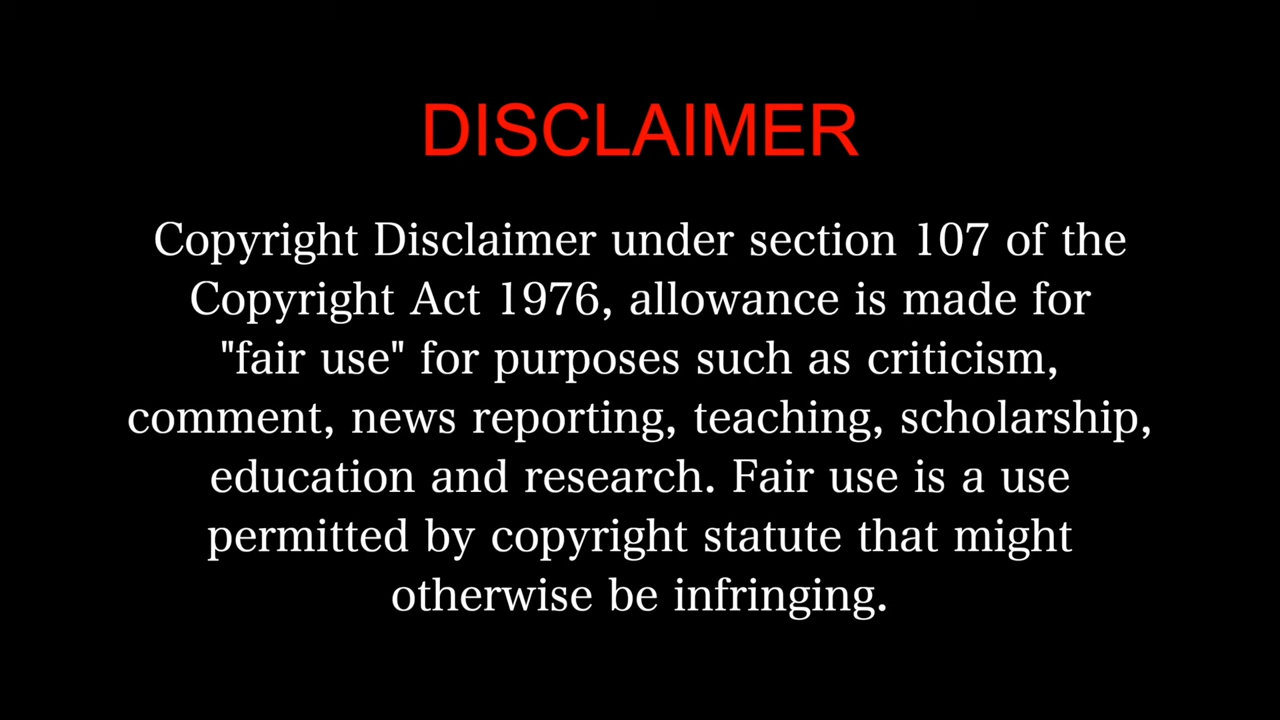 DISCLAIMER
Copyright Disclaimer under section 107 of the
Copyright Act 1976, allowance is made for
"fair use" for purposes such as criticism,
comment, news reporting, teaching, scholarship,
education and research. Fair use is a use
permitted by copyright statute that might
otherwise be infringing.